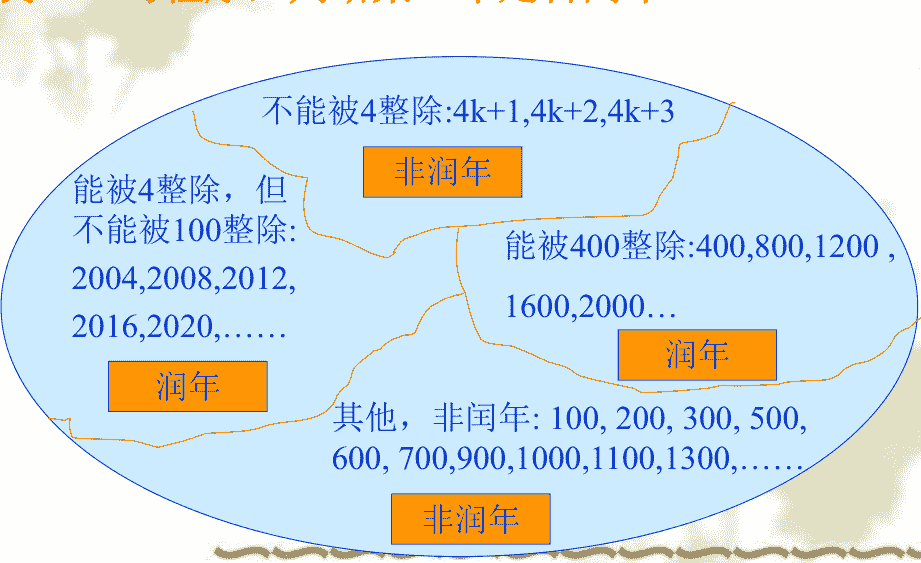 不能被4整除:4k+1,4k+2,4k+3
非润年
能被4整除，但
不能被100整除:
2004,2008,2012,
2016,2020,……
润年
能被400整除:400,800,1200 ,
1600,2000…
润年
其他，非闰年: 100, 200, 300, 500,
600, 700,900,1000,1100,1300,……
非润年